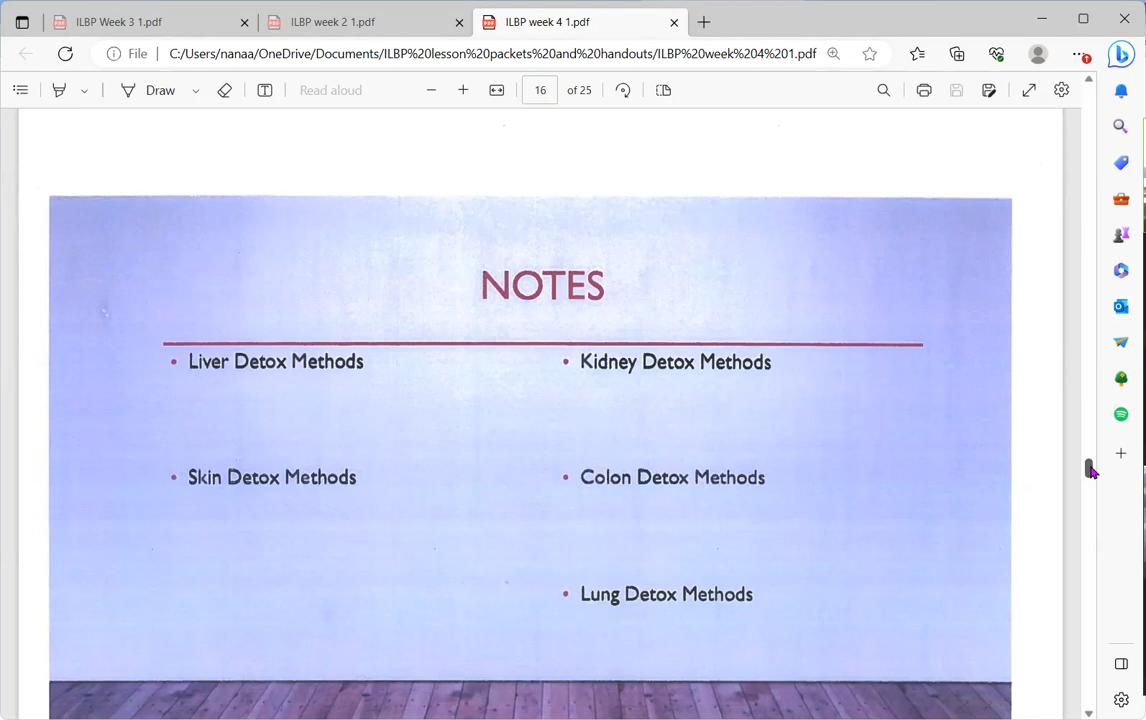 ILBP Week 3 1.pdf
ILBP week 2 1.pdf
ILBP week 4 1.pdf
File
C:/Users/nanaa/OneDrive/Documents/ILBP%20lesson%20packets%20and%20handouts/ILBP%20week%204%201.pdf
Draw
Read aloud
16
of 25
NOTES
• Liver Detox Methods
• Kidney Detox Methods
• Skin Detox Methods
• Colon Detox Methods
• Lung Detox Methods